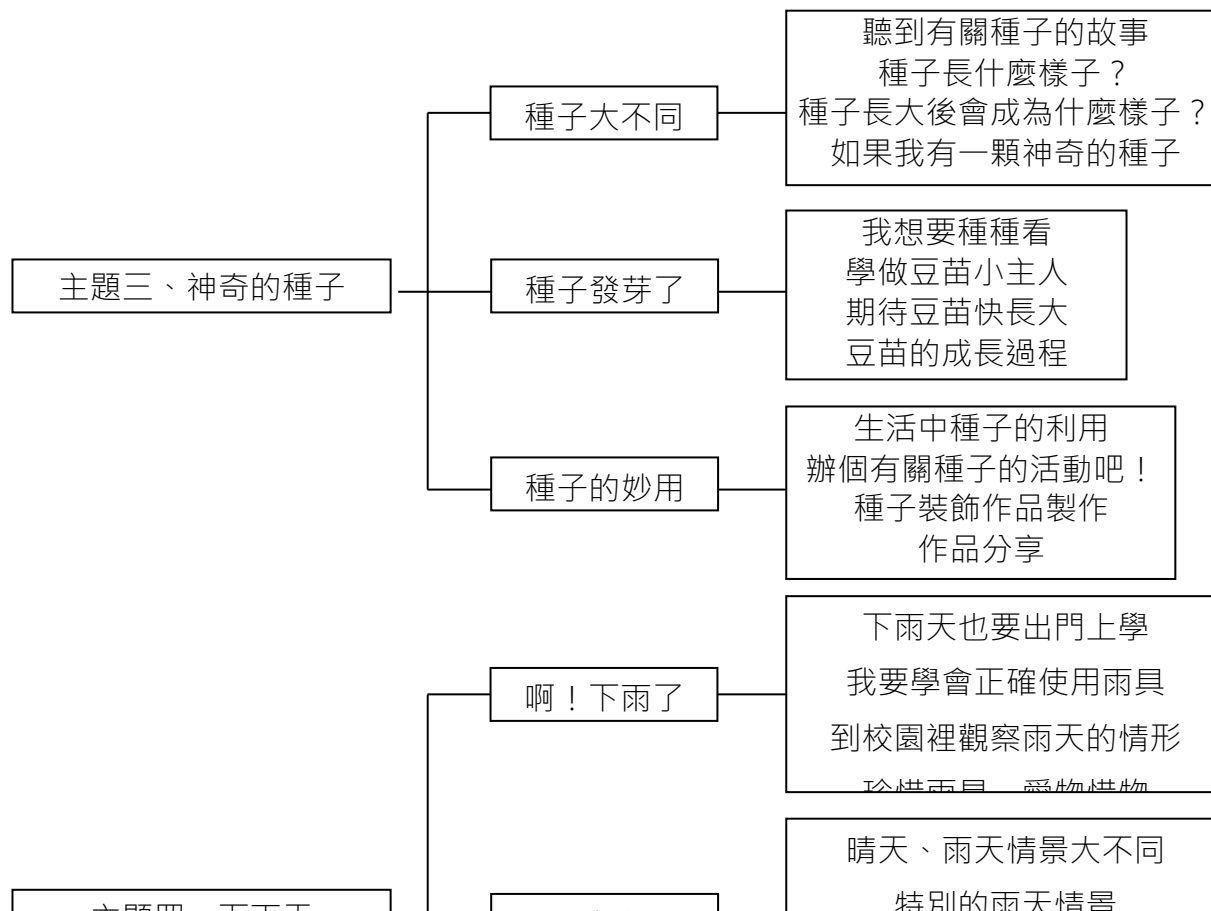 主題三、神奇的種子
種子大不同
聽到有關種子的故事
種子長什麼樣子？
種子長大後會成為什麼樣子？
如果我有一顆神奇的種子
種子發芽了
我想要種種看
學做豆苗小主人
期待豆苗快長大
豆苗的成長過程
種子的妙用
生活中種子的利用
辦個有關種子的活動吧！
種子裝飾作品製作
作品分享
啊！下雨了
下雨天也要出門上學
我要學會正確使用雨具
到校園裡觀察雨天的情形
晴天、雨天情景大不同
特別的雨天情景